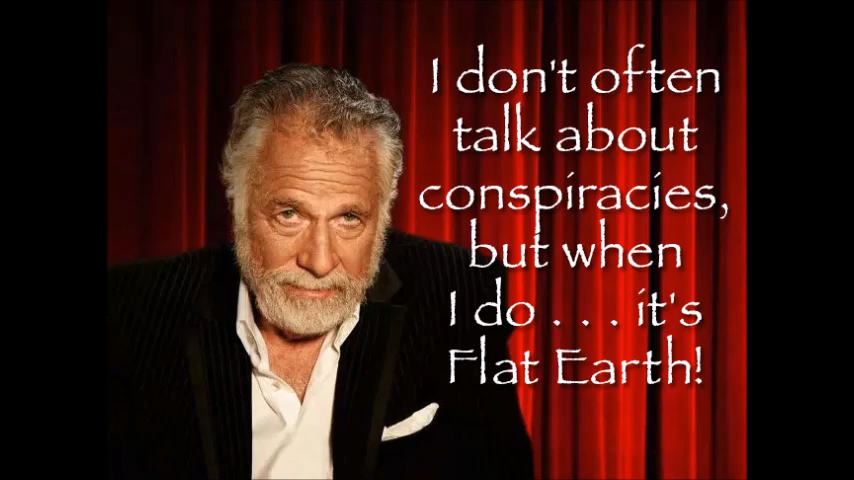 I don't often
talk about
conspiracies,
but when
I do . . . it's
Flat Earth!